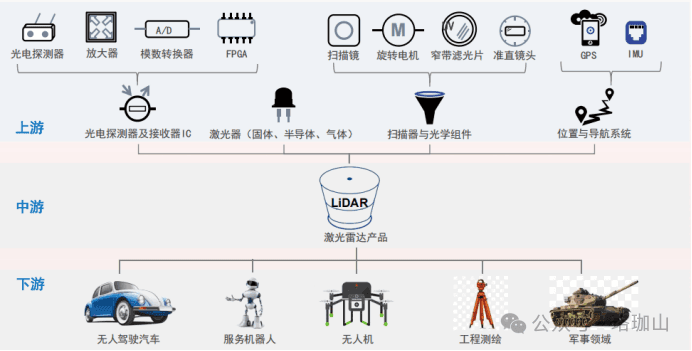 光电探测器 放大器 模数转换器 FPGA 扫描镜 旋转电机 窄带滤光片 准直镜头 GPS IMU
A/D
M
上游
光电探测器及接收器IC 激光器（固体、半导体、气体） 扫描器与光学组件 位置与导航系统
LiDAR
中游
激光雷达产品
下游
无人驾驶汽车 服务机器人 无人机 工程测绘 军事领域
公众号·珞珈山